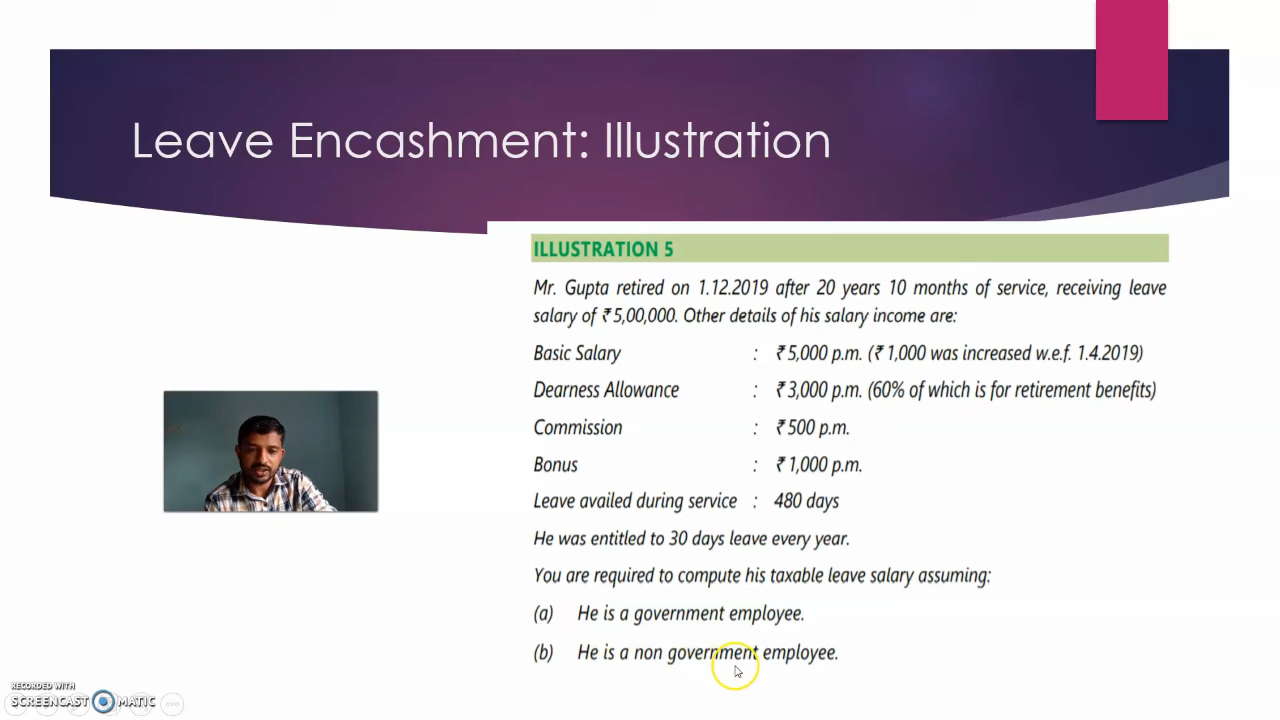 Leave Encashment: Illustration
ILLUSTRATION 5
Mr. Gupta retired on 1.12.2019 after 20 years 10 months of service, receiving leave
salary of ₹ 5,00,000. Other details of his salary income are:
Basic Salary : ₹ 5,000 p.m. (₹ 1,000 was increased w.e.f. 1.4.2019)
Dearness Allowance : ₹ 3,000 p.m. (60% of which is for retirement benefits)
Commission : ₹ 500 p.m.
Bonus : ₹ 1,000 p.m.
Leave availed during service : 480 days
He was entitled to 30 days leave every year.
You are required to compute his taxable leave salary assuming:
(a) He is a government employee.
(b) He is a non government employee.
RECORDED WITH
SCREENCAST MATIC